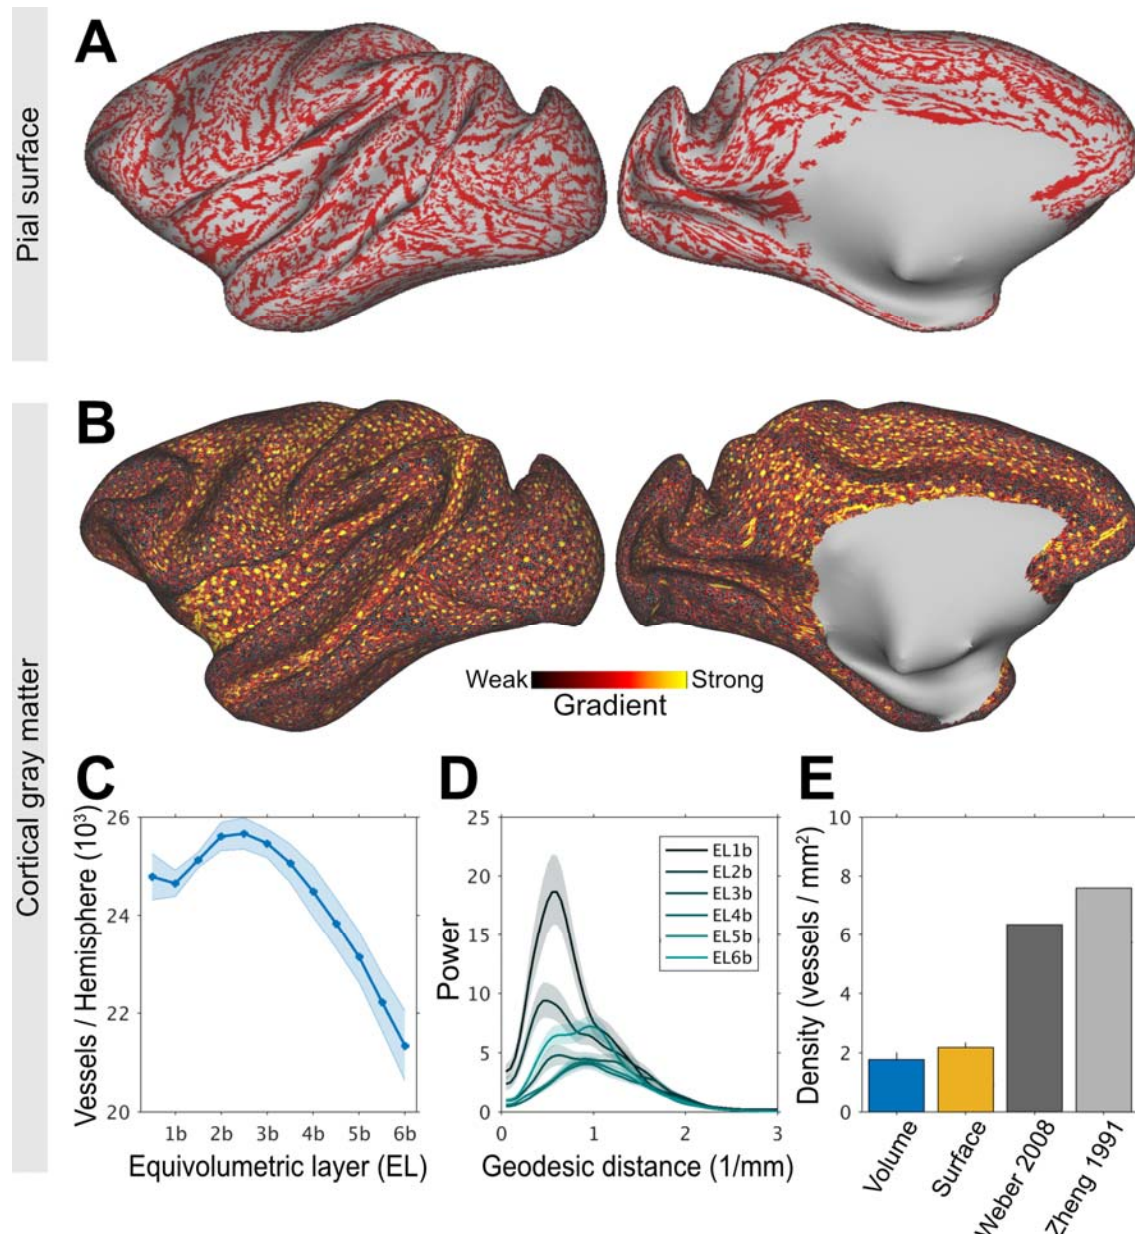 Pial surface
A
Cortical gray matter
B
Weak Strong
Gradient
C
Vessels / Hemisphere (10³)
26
24
22
20
1b 2b 3b 4b 5b 6b
Equivolumetric layer (EL)
D
Power
25
20
15
10
5
0
EL1b
EL2b
EL3b
EL4b
EL5b
EL6b
0 1 2 3
Geodesic distance (1/mm)
E
Density (vessels / mm²)
10
8
6
4
2
0
Volume
Surface
Weber 2008
Zheng 1991